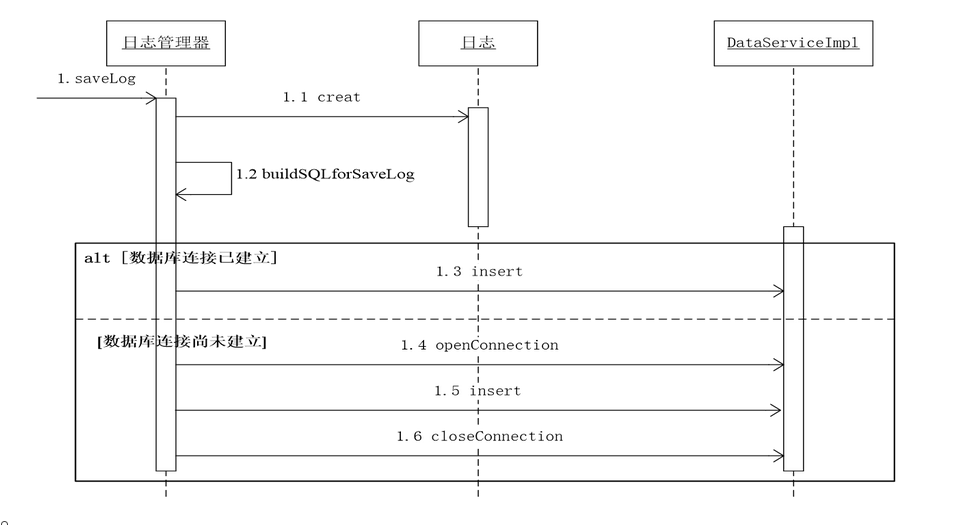 日志管理器
日志
DataServiceImpl
1.saveLog
1.1 creat
1.2 buildSQLforSaveLog
alt [数据库连接已建立]
1.3 insert
[数据库连接尚未建立]
1.4 openConnection
1.5 insert
1.6 closeConnection
。